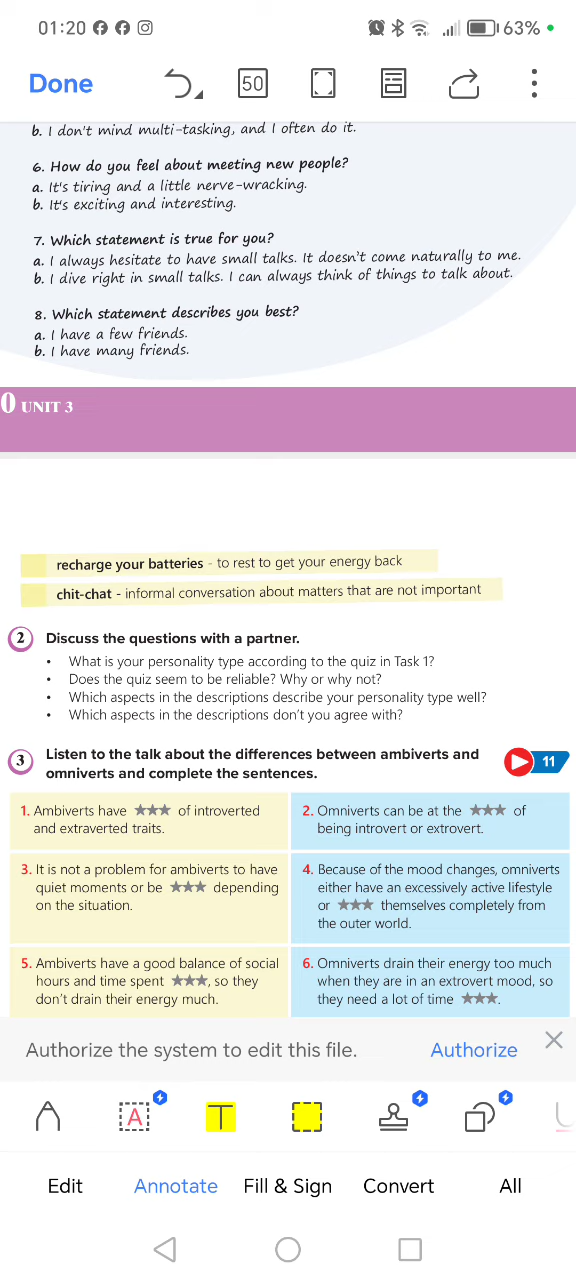 01:20
63%
Done
50
b. I don't mind multi-tasking, and I often do it.
6. How do you feel about meeting new people?
a. It's tiring and a little nerve-wracking.
b. It's exciting and interesting.
7. Which statement is true for you?
a. I always hesitate to have small talks. It doesn't come naturally to me.
b. I dive right in small talks. I can always think of things to talk about.
8. Which statement describes you best?
a. I have a few friends.
b. I have many friends.
0 UNIT 3
recharge your batteries - to rest to get your energy back
chit-chat - informal conversation about matters that are not important
2 Discuss the questions with a partner.
• What is your personality type according to the quiz in Task 1?
• Does the quiz seem to be reliable? Why or why not?
• Which aspects in the descriptions describe your personality type well?
• Which aspects in the descriptions don't you agree with?
3 Listen to the talk about the differences between ambiverts and
omniverts and complete the sentences.
11
1. Ambiverts have ★★★ of introverted
and extraverted traits.
2. Omniverts can be at the ★★★ of
being introvert or extrovert.
3. It is not a problem for ambiverts to have
quiet moments or be ★★★ depending
on the situation.
4. Because of the mood changes, omniverts
either have an excessively active lifestyle
or ★★★ themselves completely from
the outer world.
5. Ambiverts have a good balance of social
hours and time spent ★★★, so they
don't drain their energy much.
6. Omniverts drain their energy too much
when they are in an extrovert mood, so
they need a lot of time ★★★.
Authorize the system to edit this file.
Authorize
A
T
U
Edit
Annotate
Fill & Sign
Convert
All